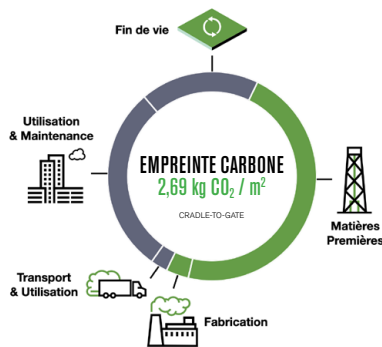 Fin de vie
Utilisation
& Maintenance
EMPREINTE CARBONE
2,69 kg CO₂ / m²
CRADLE-TO-GATE
Matières
Premières
Transport
& Utilisation
Fabrication